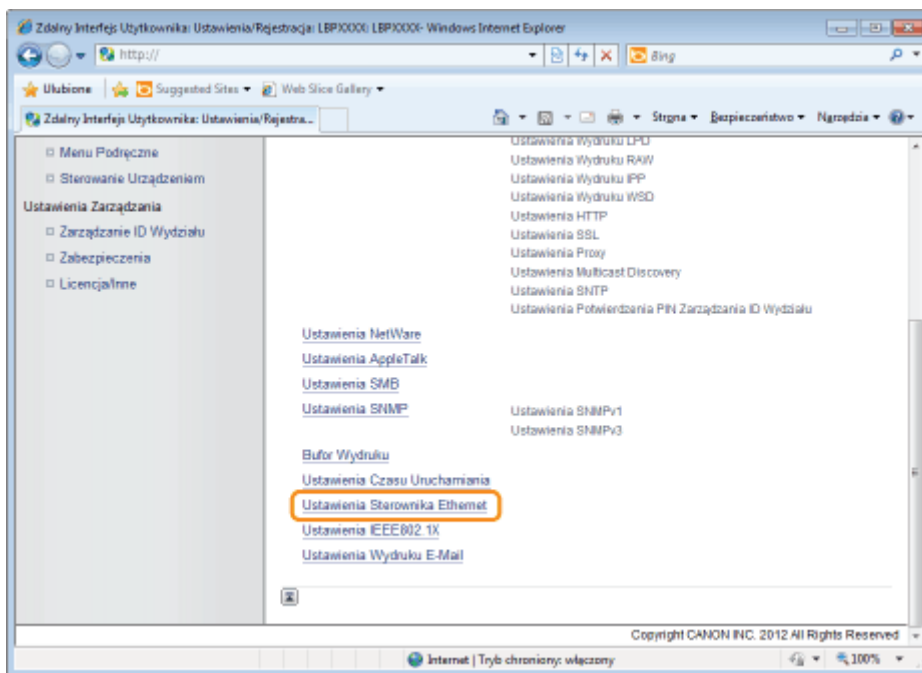 Zdalny Interfejs Użytkownika: Ustawienia/Rejestracja: LBPXXXX: LBPXXXX- Windows Internet Explorer
http://
Bing
Ulubione Suggested Sites Web Slice Gallery
Zdalny Interfejs Użytkownika: Ustawienia/Rejestra... Strona Bezpieczeństwo Narzędzia
Menu Podręczne
Sterowanie Urządzeniem
Ustawienia Zarządzania
Zarządzanie ID Wydziału
Zabezpieczenia
Licencja/Inne
Ustawienia Wydruku LPD
Ustawienia Wydruku RAW
Ustawienia Wydruku IPP
Ustawienia Wydruku WSD
Ustawienia HTTP
Ustawienia SSL
Ustawienia Proxy
Ustawienia Multicast Discovery
Ustawienia SNTP
Ustawienia Potwierdzenia PIN Zarządzania ID Wydziału
Ustawienia NetWare
Ustawienia AppleTalk
Ustawienia SMB
Ustawienia SNMP Ustawienia SNMPv1
Ustawienia SNMPv3
Bufor Wydruku
Ustawienia Czasu Uruchamiania
Ustawienia Sterownika Ethernet
Ustawienia IEEE802.1X
Ustawienia Wydruku E-Mail
Copyright CANON INC. 2012 All Rights Reserved
Internet | Tryb chroniony: włączony 100%